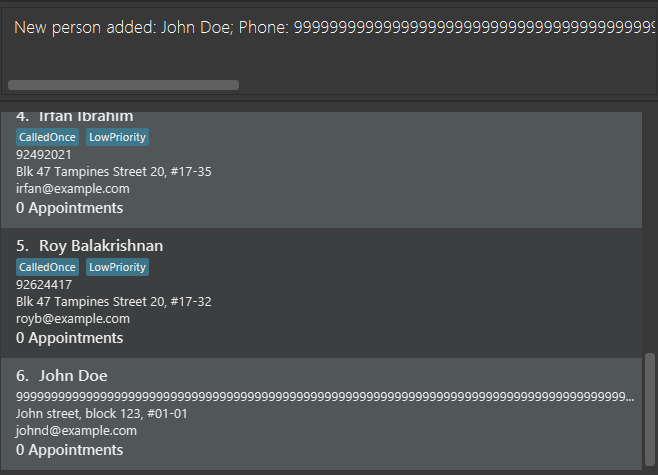 New person added: John Doe; Phone: 999999999999999999999999999999999999999999999999
4. Irfan Ibrahim
CalledOnce LowPriority
92492021
Blk 47 Tampines Street 20, #17-35
irfan@example.com
0 Appointments
5. Roy Balakrishnan
CalledOnce LowPriority
92624417
Blk 47 Tampines Street 20, #17-32
royb@example.com
0 Appointments
6. John Doe
9999999999999999999999999999999999999999999999999999999999999999999999999999999999999999...
John street, block 123, #01-01
johnd@example.com
0 Appointments